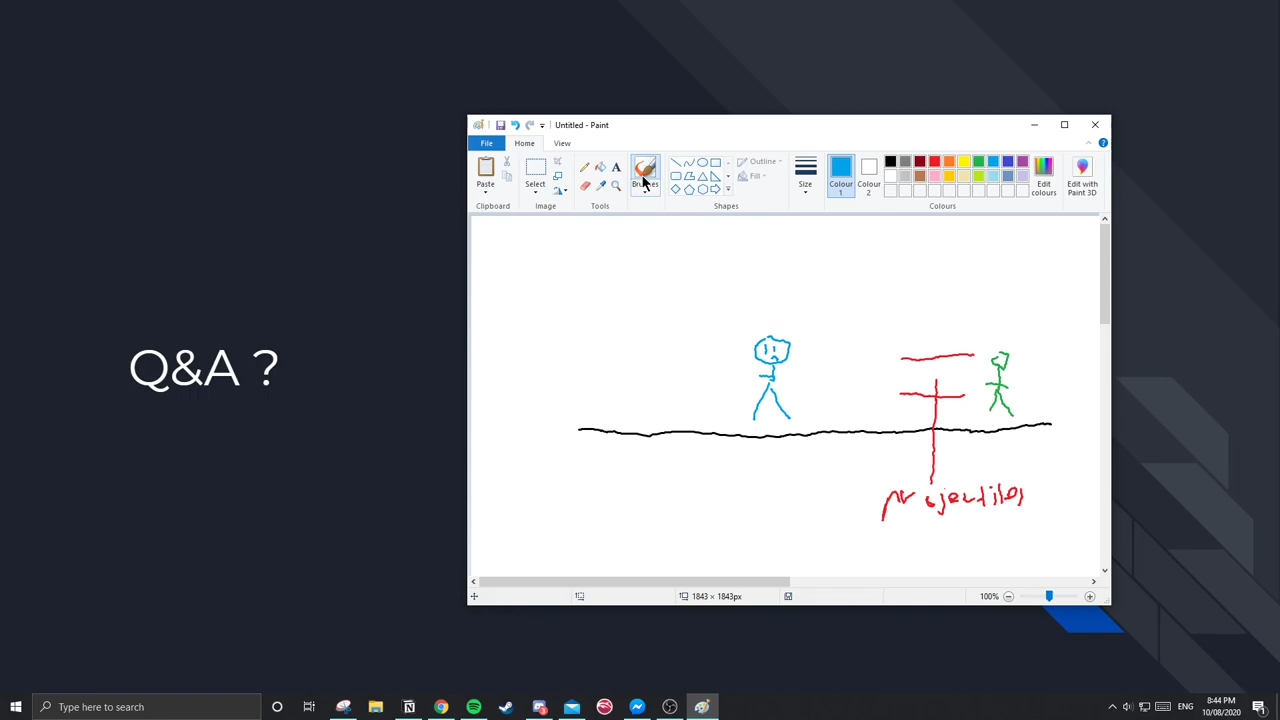 Untitled - Paint
File
Home
View
Paste
Clipboard
Select
Image
A
Tools
Brushes
Outline
Fill
Shapes
Size
Colour 1
Colour 2
Edit colours
Colours
Edit with Paint 3D
Q&A ?
projectiles
1843 × 1843px
100%
Type here to search
ENG
8:44 PM
10/08/2020